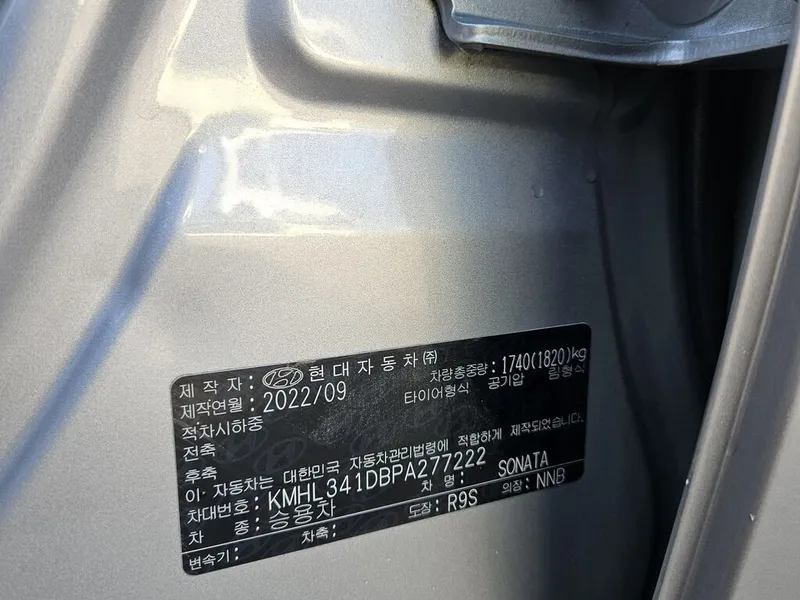 제 작 자 : 현대자동차㈜ 차량총중량 : 1740(1820)kg
제작연월 : 2022/09 타이어형식 공기압 림형식
적차시하중
전축
후축
이 자동차는 대한민국 자동차관리법령에 적합하게 제작되었습니다.
차대번호 : KMHL341DBPA277222
차 종 : 승용차 차 명 : SONATA
변속기 : 차축 : 도장 : R9S 의장 : NNB